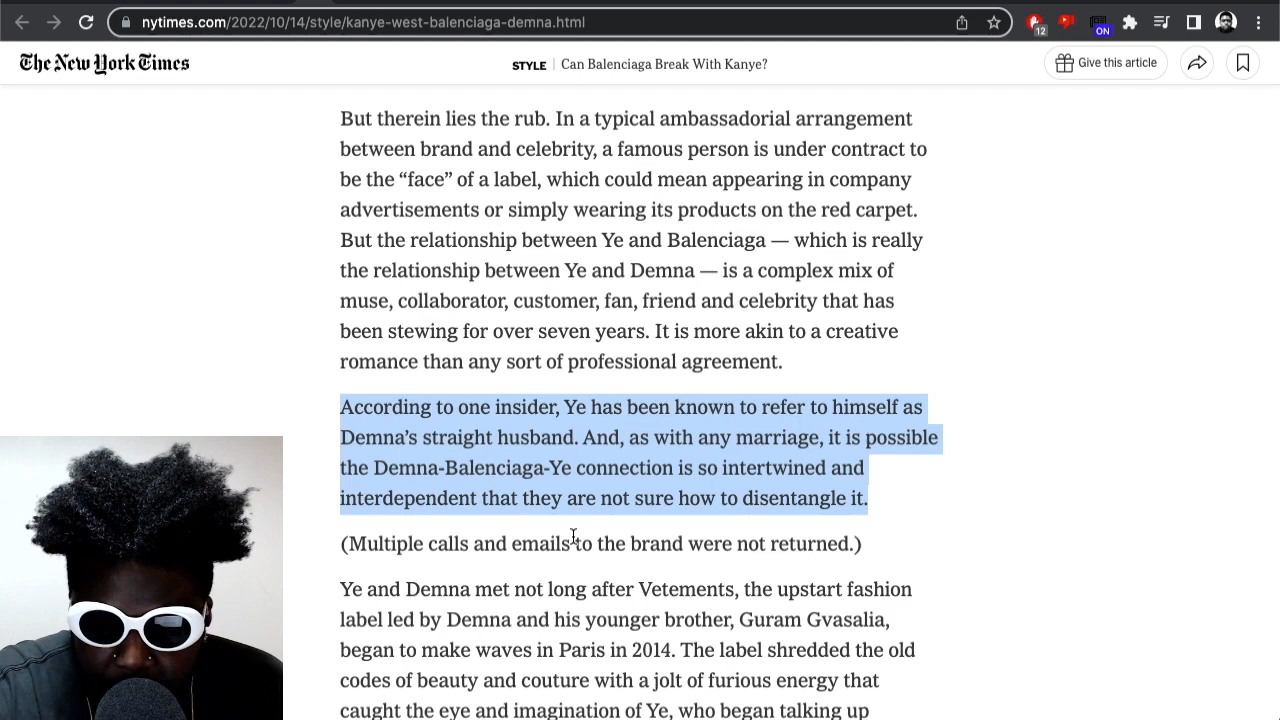 nytimes.com/2022/10/14/style/kanye-west-balenciaga-demna.html
12
ON
The New York Times
STYLE | Can Balenciaga Break With Kanye?
Give this article
But therein lies the rub. In a typical ambassadorial arrangement
between brand and celebrity, a famous person is under contract to
be the “face” of a label, which could mean appearing in company
advertisements or simply wearing its products on the red carpet.
But the relationship between Ye and Balenciaga — which is really
the relationship between Ye and Demna — is a complex mix of
muse, collaborator, customer, fan, friend and celebrity that has
been stewing for over seven years. It is more akin to a creative
romance than any sort of professional agreement.
According to one insider, Ye has been known to refer to himself as
Demna’s straight husband. And, as with any marriage, it is possible
the Demna-Balenciaga-Ye connection is so intertwined and
interdependent that they are not sure how to disentangle it.
(Multiple calls and emails to the brand were not returned.)
Ye and Demna met not long after Vetements, the upstart fashion
label led by Demna and his younger brother, Guram Gvasalia,
began to make waves in Paris in 2014. The label shredded the old
codes of beauty and couture with a jolt of furious energy that
caught the eye and imagination of Ye, who began talking up